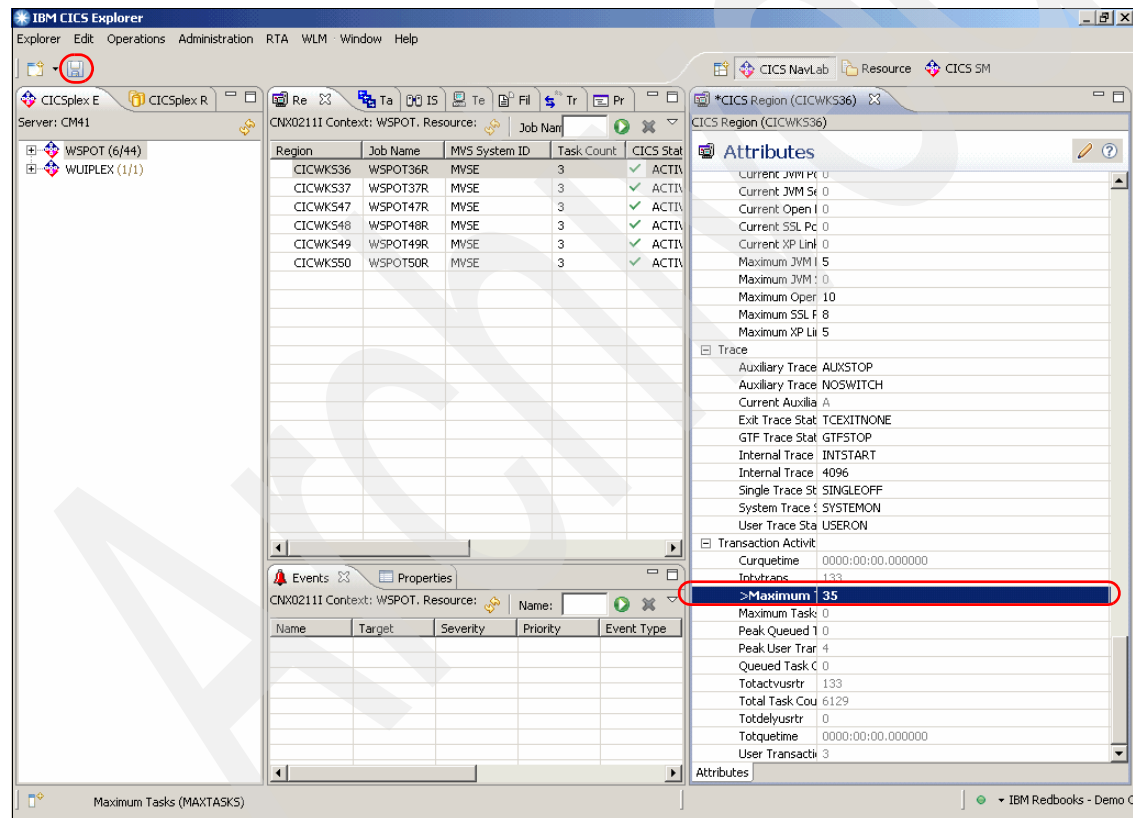 IBM CICS Explorer
Explorer Edit Operations Administration RTA WLM Window Help
CICS NavLab Resource CICS SM
CICSplex E CICSplex R
Server: CM41
WSPOT (6/44)
WUIPLEX (1/1)
Re Ta IS Te Fil Tr Pr
CNX0211I Context: WSPOT. Resource: Job Nam
Region Job Name MVS System ID Task Count CICS Stat
CICWKS36 WSPOT36R MVSE 3 ACTIV
CICWKS37 WSPOT37R MVSE 3 ACTIV
CICWKS47 WSPOT47R MVSE 3 ACTIV
CICWKS48 WSPOT48R MVSE 3 ACTIV
CICWKS49 WSPOT49R MVSE 3 ACTIV
CICWKS50 WSPOT50R MVSE 3 ACTIV
Events Properties
CNX0211I Context: WSPOT. Resource: Name:
Name Target Severity Priority Event Type
*CICS Region (CICWKS36)
CICS Region (CICWKS36)
Attributes
Current JVM Po 0
Current JVM Se 0
Current Open 0
Current SSL Po 0
Current XP Link 0
Maximum JVM 5
Maximum JVM 0
Maximum Oper 10
Maximum SSL P 8
Maximum XP Li 5
Trace
Auxiliary Trace AUXSTOP
Auxiliary Trace NOSWITCH
Current Auxilia A
Exit Trace Stat TCEXITNONE
GTF Trace Stat GTFSTOP
Internal Trace INTSTART
Internal Trace 4096
Single Trace St SINGLEOFF
System Trace S SYSTEMON
User Trace Sta USERON
Transaction Activit
Curquetime 0000:00:00.000000
Intvtrans 133
>Maximum T 35
Maximum Task: 0
Peak Queued T 0
Peak User Tran 4
Queued Task C 0
Totactvusrtr 133
Total Task Cou 6129
Totdelyusrtr 0
Totquetime 0000:00:00.000000
User Transacti 3
Attributes
Maximum Tasks (MAXTASKS)
IBM Redbooks - Demo C